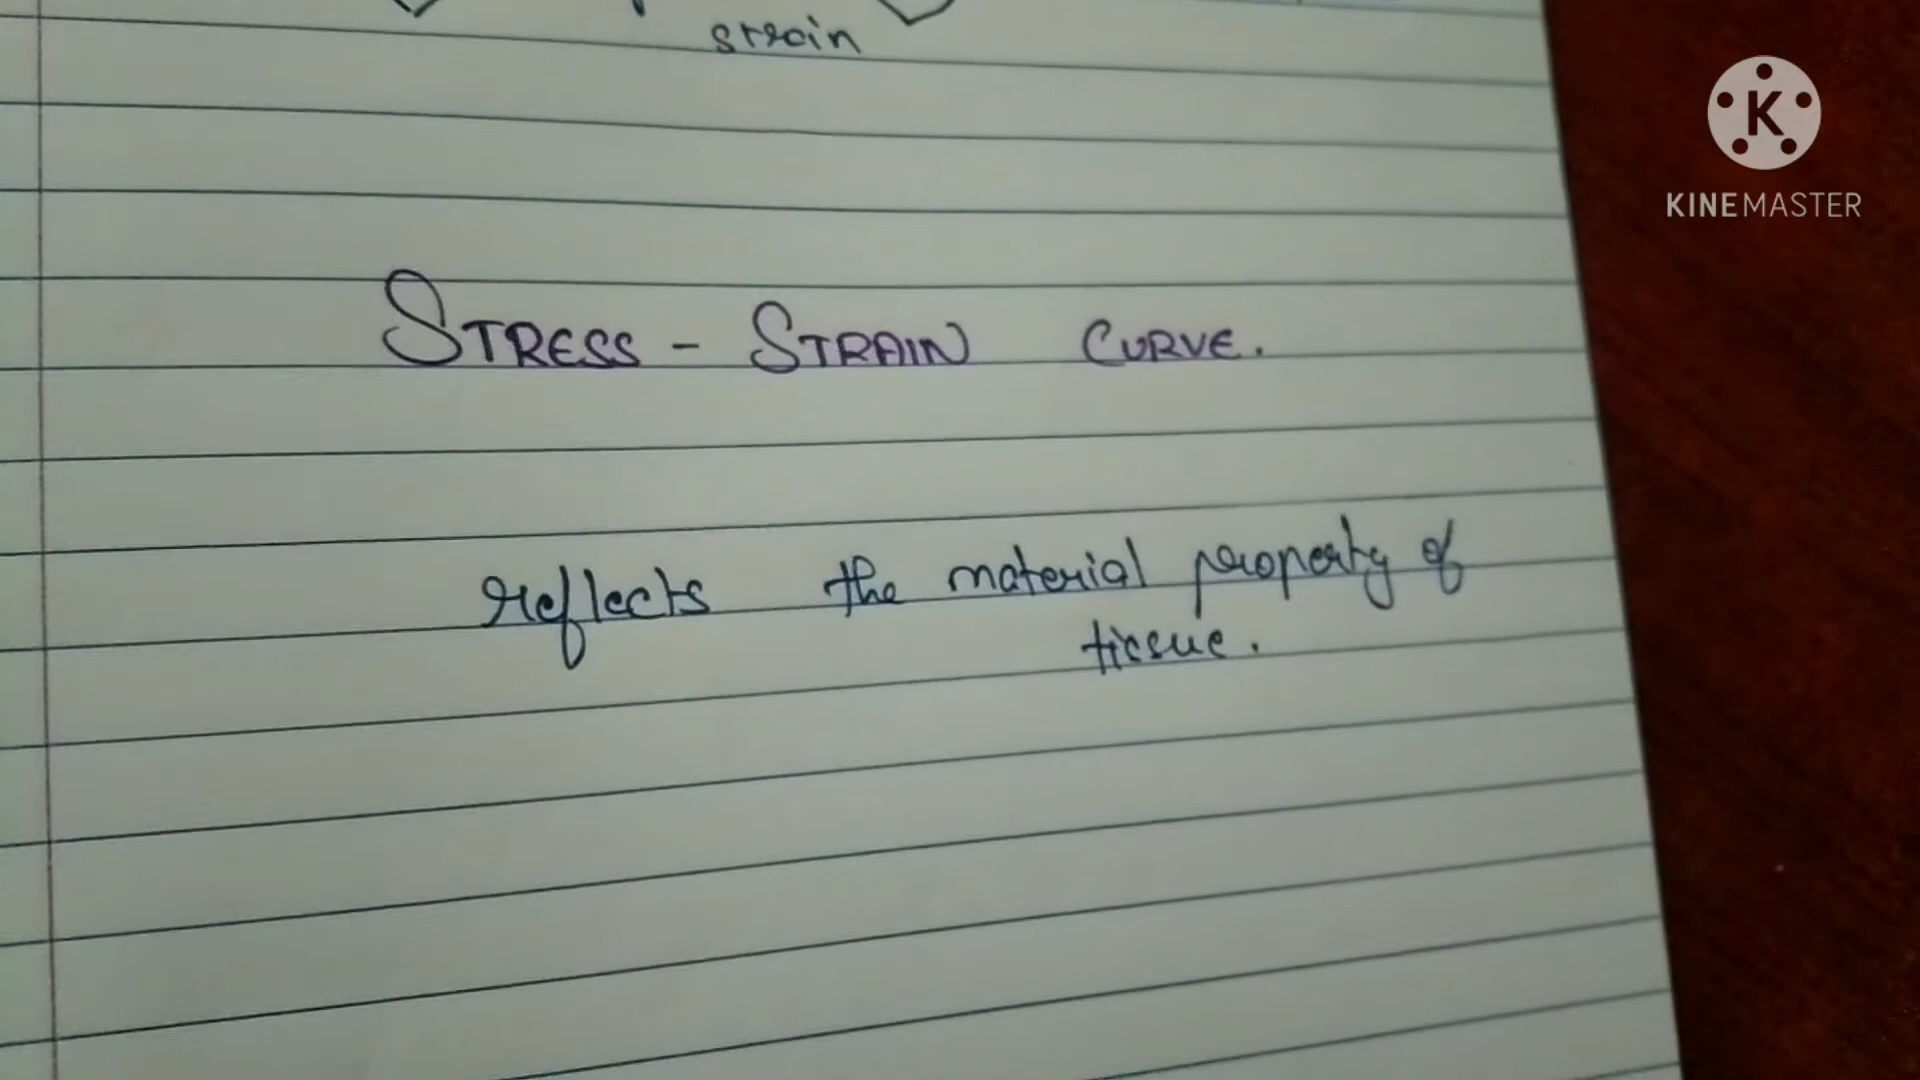 strain
KINEMASTER
STRESS - STRAIN CURVE.
reflects the material property of
tissue.